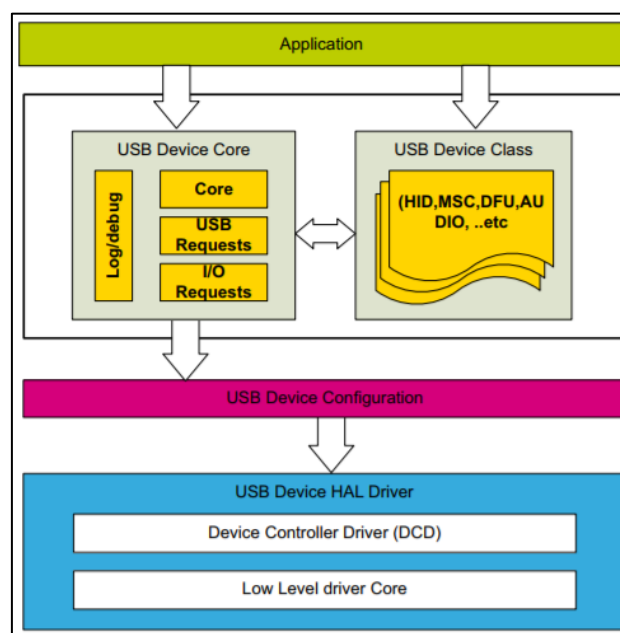 Application
USB Device Core
USB Device Class
Log/debug
Core
USB
Requests
I/O
Requests
(HID,MSC,DFU,AU
DIO, ..etc
USB Device Configuration
USB Device HAL Driver
Device Controller Driver (DCD)
Low Level driver Core